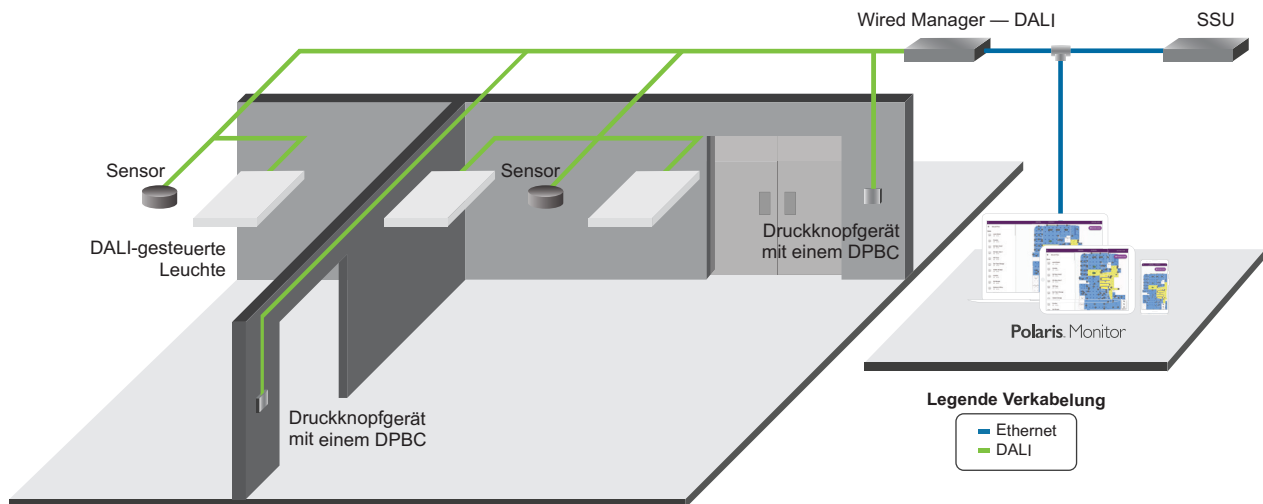 Wired Manager — DALI
SSU
Sensor
Sensor
DALI-gesteuerte
Leuchte
Druckknopfgerät
mit einem DPBC
Druckknopfgerät
mit einem DPBC
Polaris. Monitor
Legende Verkabelung
Ethernet
DALI